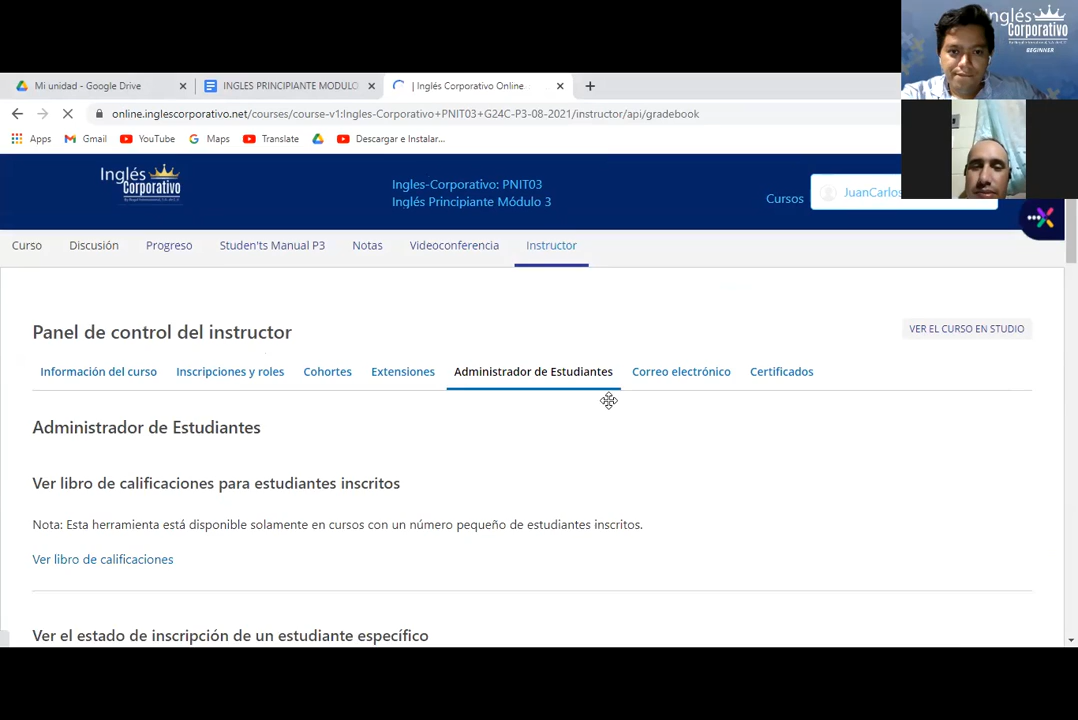 Inglés
Corporativo
BEGINNER
Mi unidad - Google Drive
INGLES PRINCIPIANTE MODULO
| Inglés Corporativo Online
online.inglescorporativo.net/courses/course-v1:Ingles-Corporativo+PNIT03+G24C-P3-08-2021/instructor/api/gradebook
Apps
Gmail
YouTube
Maps
Translate
Descargar e Instalar...
Inglés
Corporativo
Ingles-Corporativo: PNIT03
Inglés Principiante Módulo 3
Cursos
JuanCarlos
Curso
Discusión
Progreso
Studen'ts Manual P3
Notas
Videoconferencia
Instructor
Panel de control del instructor
VER EL CURSO EN STUDIO
Información del curso
Inscripciones y roles
Cohortes
Extensiones
Administrador de Estudiantes
Correo electrónico
Certificados
Administrador de Estudiantes
Ver libro de calificaciones para estudiantes inscritos
Nota: Esta herramienta está disponible solamente en cursos con un número pequeño de estudiantes inscritos.
Ver libro de calificaciones
Ver el estado de inscripción de un estudiante específico